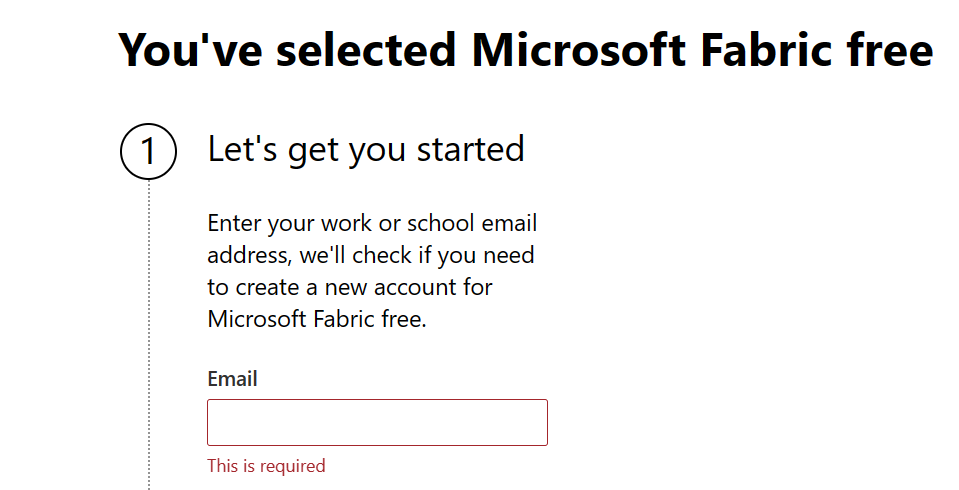 You've selected Microsoft Fabric free
1
Let's get you started
Enter your work or school email
address, we'll check if you need
to create a new account for
Microsoft Fabric free.
Email
This is required